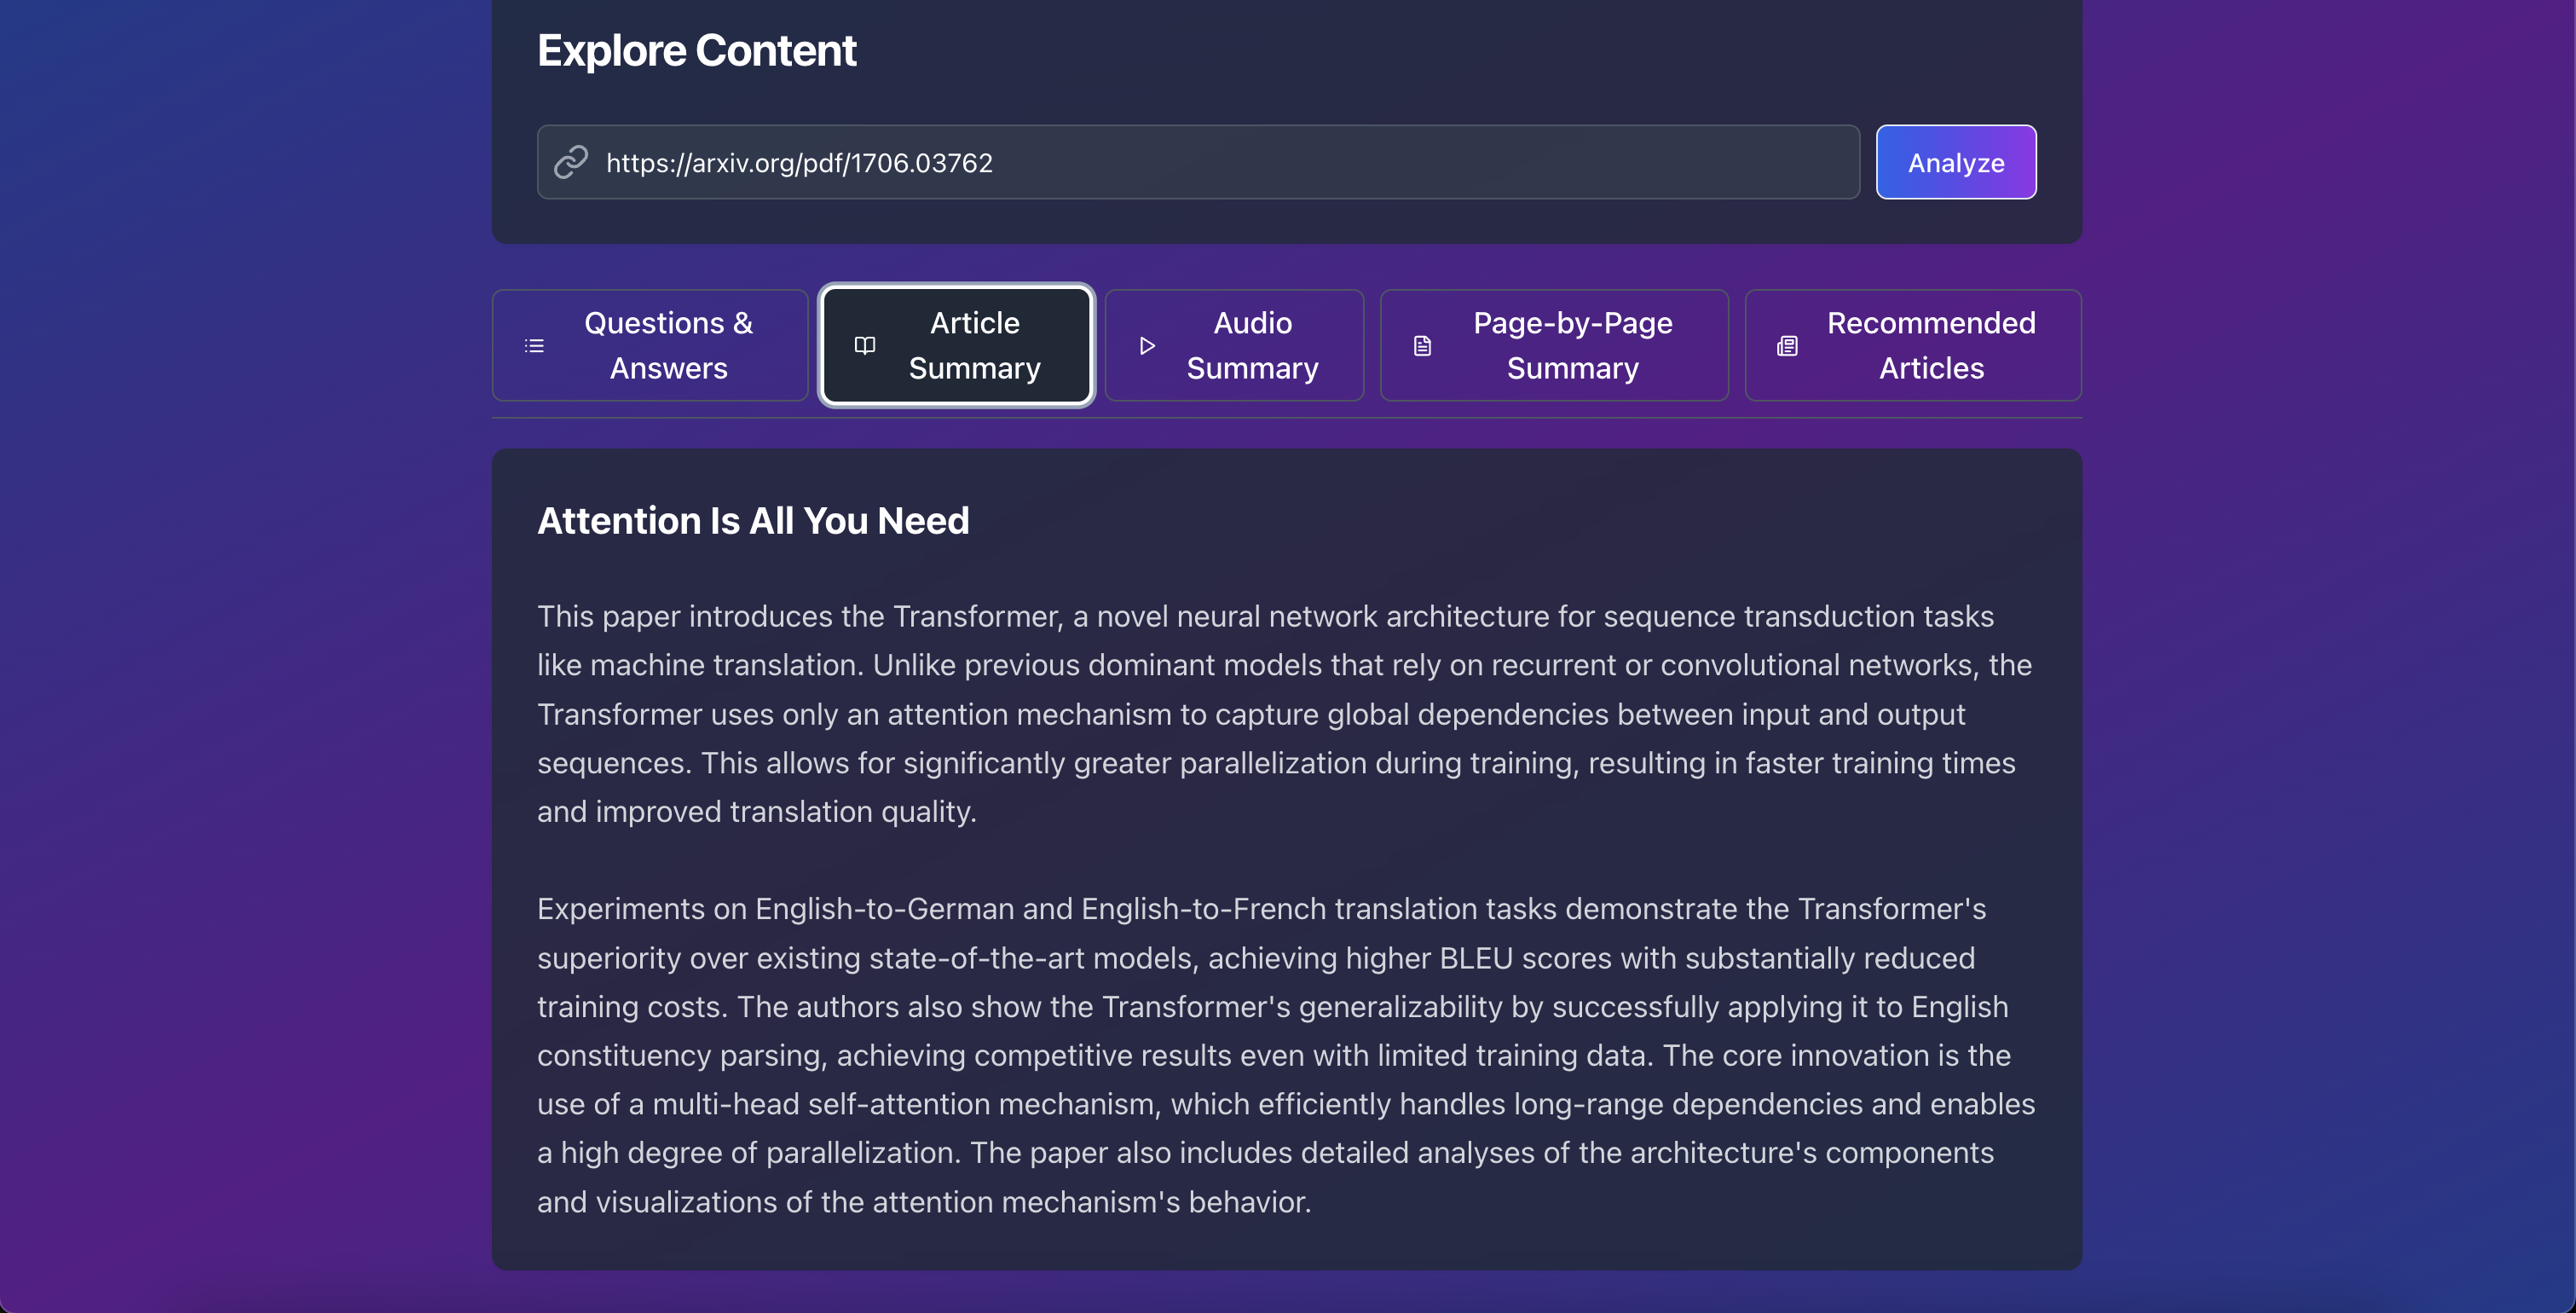 Explore Content
https://arxiv.org/pdf/1706.03762
Analyze
Questions &
Answers
Article
Summary
Audio
Summary
Page-by-Page
Summary
Recommended
Articles
Attention Is All You Need
This paper introduces the Transformer, a novel neural network architecture for sequence transduction tasks
like machine translation. Unlike previous dominant models that rely on recurrent or convolutional networks, the
Transformer uses only an attention mechanism to capture global dependencies between input and output
sequences. This allows for significantly greater parallelization during training, resulting in faster training times
and improved translation quality.
Experiments on English-to-German and English-to-French translation tasks demonstrate the Transformer's
superiority over existing state-of-the-art models, achieving higher BLEU scores with substantially reduced
training costs. The authors also show the Transformer's generalizability by successfully applying it to English
constituency parsing, achieving competitive results even with limited training data. The core innovation is the
use of a multi-head self-attention mechanism, which efficiently handles long-range dependencies and enables
a high degree of parallelization. The paper also includes detailed analyses of the architecture's components
and visualizations of the attention mechanism's behavior.